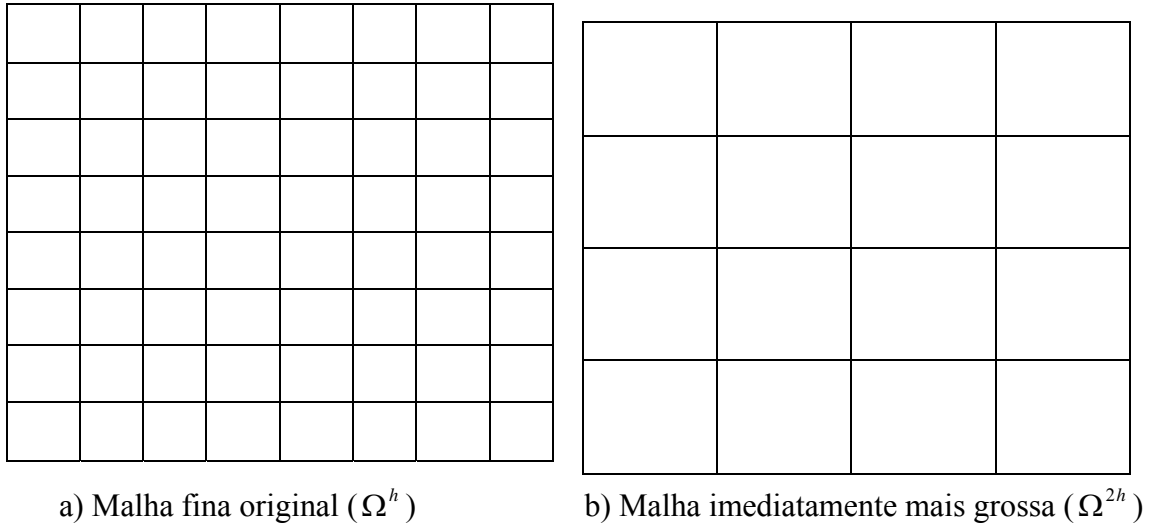 a) Malha fina original ( Ω^h )
b) Malha imediatamente mais grossa ( Ω^2h )